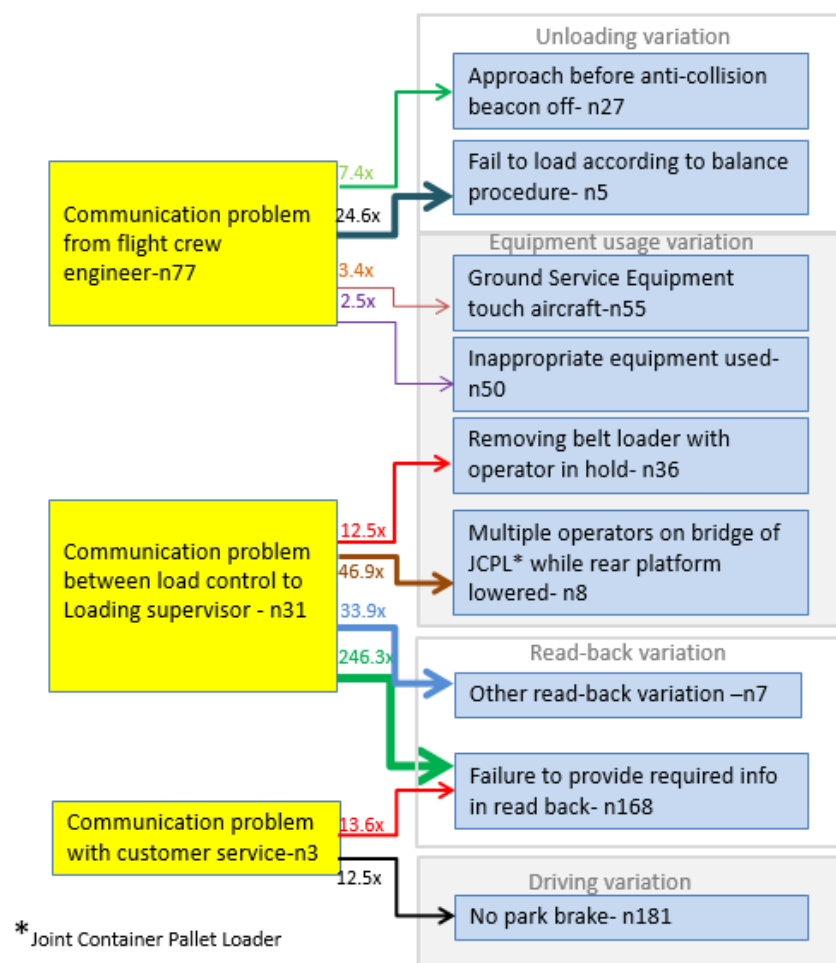 Unloading variation
Approach before anti-collision
beacon off- n27
Fail to load according to balance
procedure- n5
7.4x
24.6x
Communication problem
from flight crew
engineer-n77
3.4x
2.5x
Equipment usage variation
Ground Service Equipment
touch aircraft-n55
Inappropriate equipment used-
n50
Removing belt loader with
operator in hold- n36
Multiple operators on bridge of
JCPL* while rear platform
lowered- n8
Communication problem
between load control to
Loading supervisor - n31
12.5x
46.9x
33.9x
246.3x
Read-back variation
Other read-back variation –n7
Failure to provide required info
in read back- n168
Communication problem
with customer service-n3
13.6x
12.5x
Driving variation
No park brake- n181
*Joint Container Pallet Loader